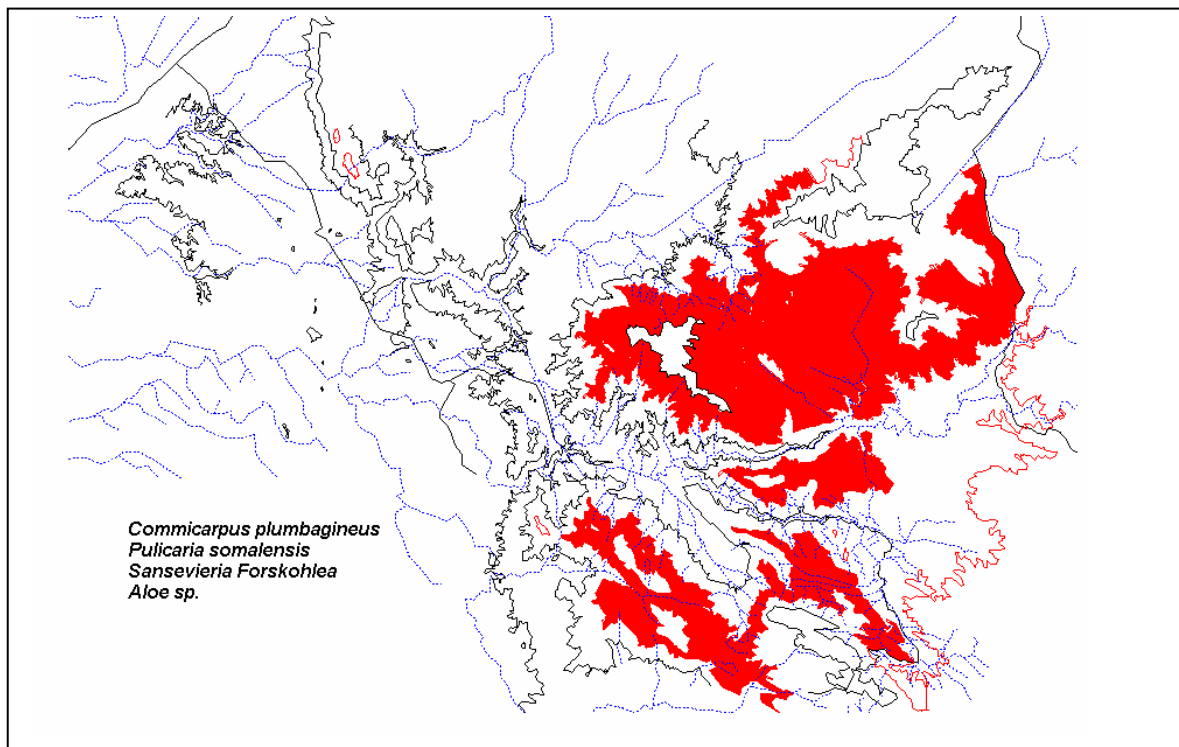 Commicarpus plumbagineus
Pulicaria somalensis
Sansevieria Forskohlea
Aloe sp.